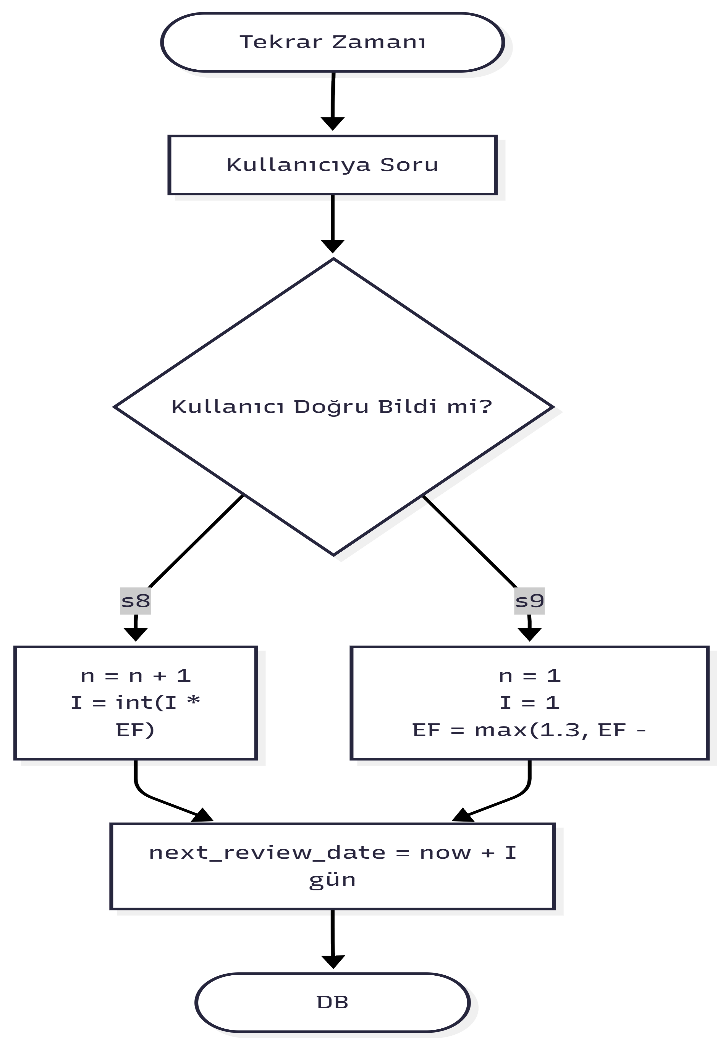 Tekrar Zamanı
Kullanıcıya Soru
Kullanıcı Doğru Bildi mi?
s8
s9
n = n + 1
I = int(I *
EF)
n = 1
I = 1
EF = max(1.3, EF -
next_review_date = now + I
gün
DB